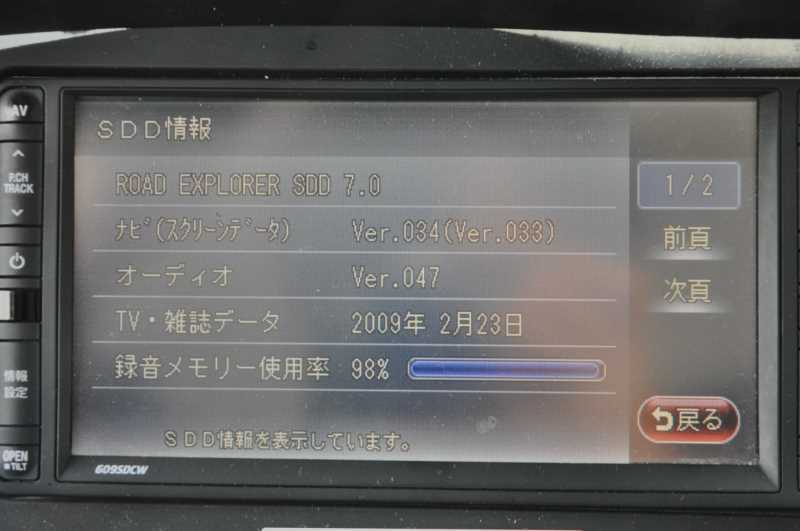 AV
ＳＤＤ情報
ROAD EXPLORER SDD 7.0
1/2
P.CH
TRACK
ﾅﾋﾞ(ｽｸﾘｰﾝﾃﾞｰﾀ) Ver.034(Ver.033)
前頁
オーディオ Ver.047
次頁
TV・雑誌データ 2009年 2月23日
録音メモリー使用率 98%
情報
設定
戻る
ＳＤＤ情報を表示しています。
OPEN
TILT
609SDCW